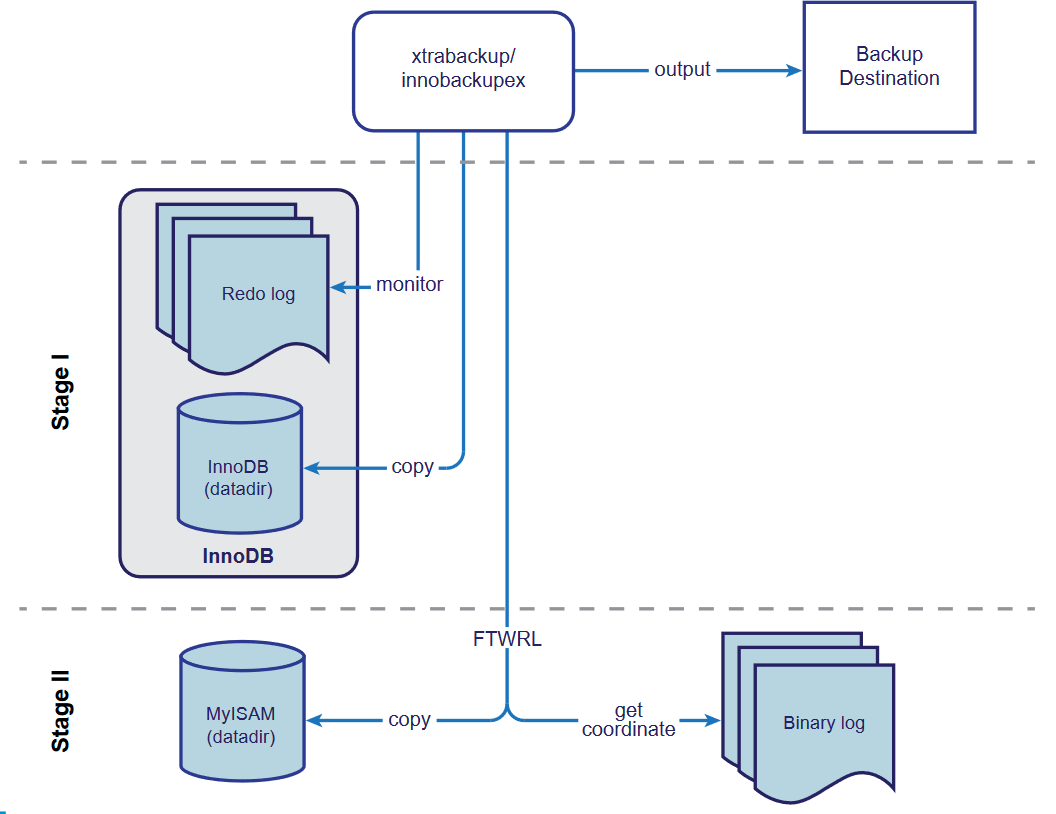 xtrabackup/
innobackupex
output
Backup
Destination
Stage I
Redo log
monitor
InnoDB
(datadir)
copy
InnoDB
Stage II
FTWRL
MyISAM
(datadir)
copy
get
coordinate
Binary log